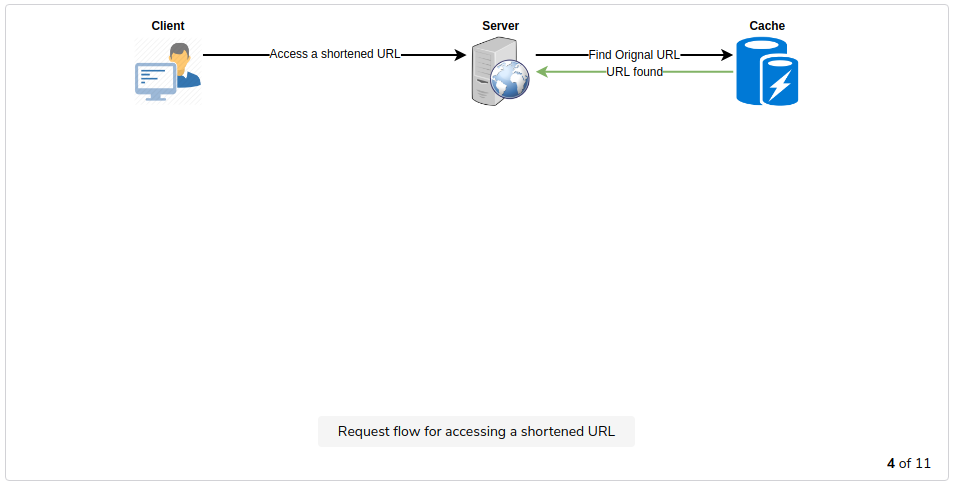 Client
Server
Cache
Access a shortened URL
Find Orignal URL
URL found
Request flow for accessing a shortened URL
4 of 11